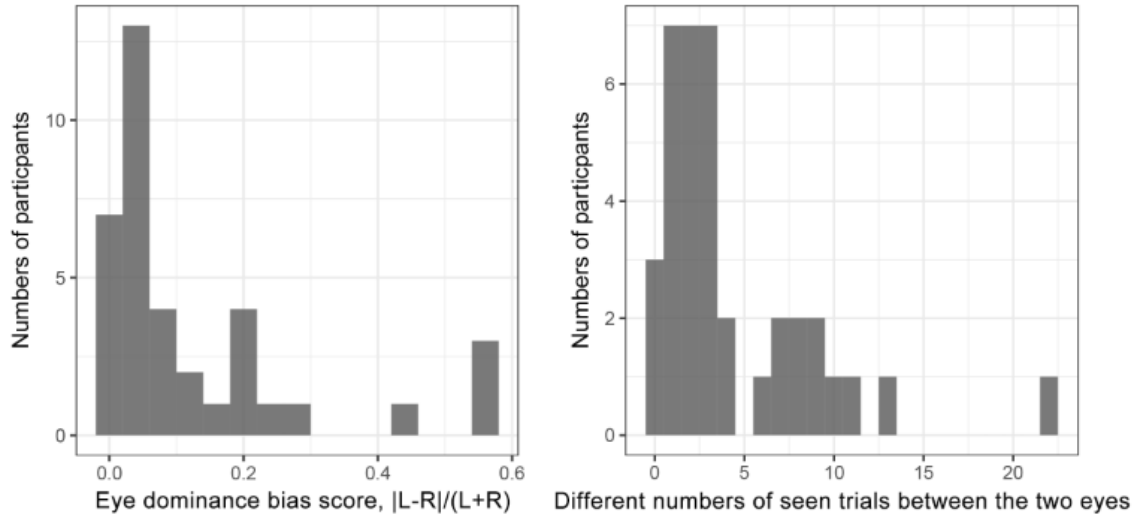 Numbers of particpants
10
5
0
0.0 0.2 0.4 0.6
Eye dominance bias score, |L-R|/(L+R)
Numbers of participants
6
4
2
0
0 5 10 15 20
Different numbers of seen trials between the two eyes